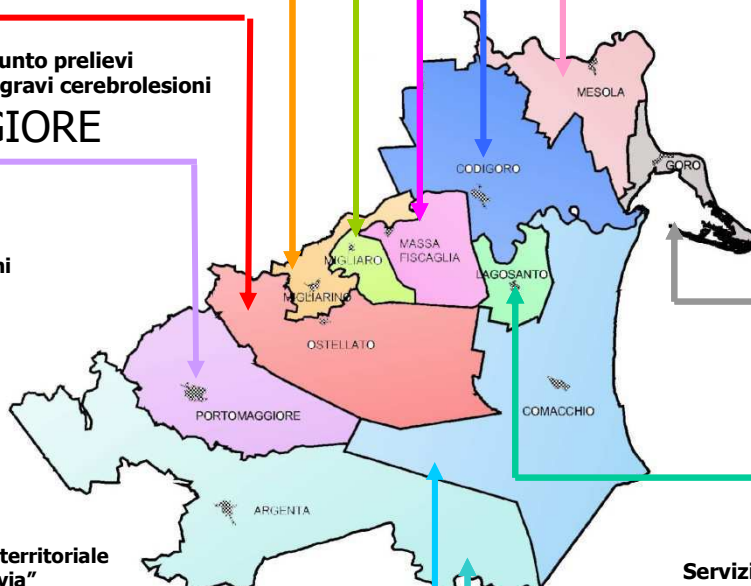 unto prelievi
gravi cerebrolesioni
GIORE
ni
MESOLA
GORO
CODIGORO
MASSA
FISCAGLIA
MIGLIARO
LAGOSANTO
MIGLIARINO
OSTELLATO
COMACCHIO
PORTOMAGGIORE
ARGENTA
territoriale
via”
Servizi